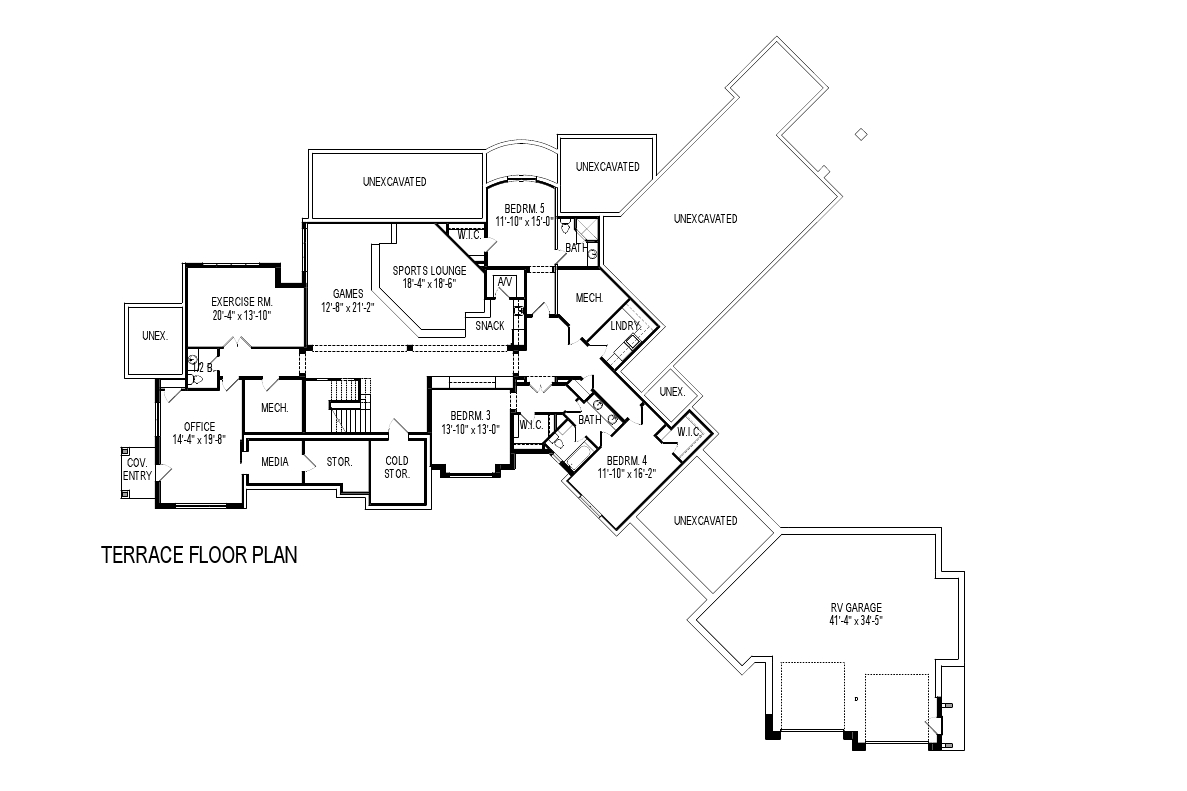 UNEXCAVATED
UNEXCAVATED
UNEXCAVATED
BEDRM. 5
11'-10" x 15'-0"
W.I.C.
BATH
SPORTS LOUNGE
18'-4" x 18'-6"
A/V
GAMES
12'-8" x 21'-2"
EXERCISE RM.
20'-4" x 13'-10"
MECH.
SNACK
LNDRY.
UNEX.
1/2 B.
UNEX.
MECH.
OFFICE
14'-4" x 19'-8"
BEDRM. 3
13'-10" x 13'-0"
W.I.C.
BATH
W.I.C.
COV.
ENTRY
MEDIA
STOR.
COLD
STOR.
BEDRM. 4
11'-10" x 16'-2"
UNEXCAVATED
TERRACE FLOOR PLAN
RV GARAGE
41'-4" x 34'-5"